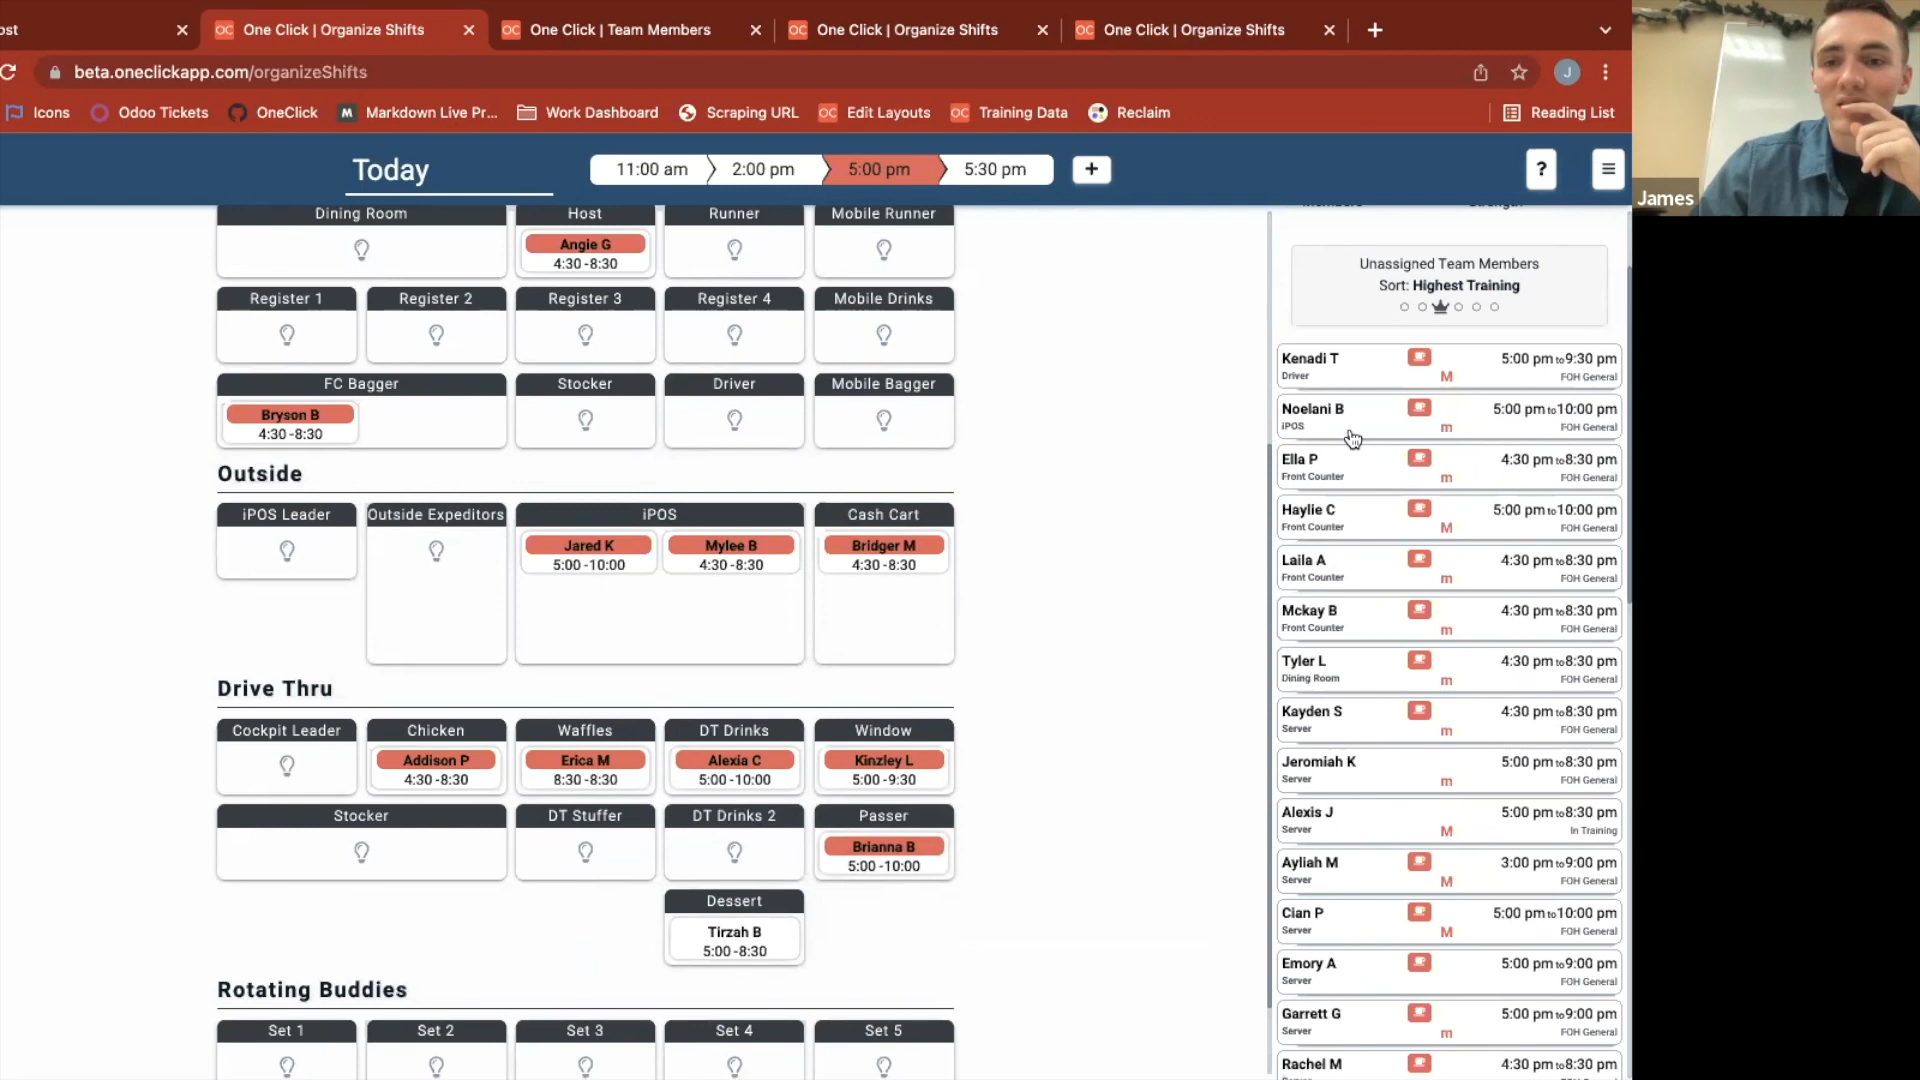 ost
One Click | Organize Shifts
One Click | Team Members
One Click | Organize Shifts
One Click | Organize Shifts
beta.oneclickapp.com/organizeShifts
J
Icons
Odoo Tickets
OneClick
M
Markdown Live Pr...
Work Dashboard
Scraping URL
OC
Edit Layouts
OC
Training Data
Reclaim
Reading List
Today
11:00 am
2:00 pm
5:00 pm
5:30 pm
+
?
James
Dining Room
Host
Runner
Mobile Runner
Angie G
4:30 -8:30
Register 1
Register 2
Register 3
Register 4
Mobile Drinks
FC Bagger
Stocker
Driver
Mobile Bagger
Bryson B
4:30 -8:30
Outside
iPOS Leader
Outside Expeditors
iPOS
Cash Cart
Jared K
5:00 -10:00
Mylee B
4:30 -8:30
Bridger M
4:30 -8:30
Drive Thru
Cockpit Leader
Chicken
Waffles
DT Drinks
Window
Addison P
4:30 -8:30
Erica M
8:30 -8:30
Alexia C
5:00 -10:00
Kinzley L
5:00 -9:30
Stocker
DT Stuffer
DT Drinks 2
Passer
Brianna B
5:00 -10:00
Dessert
Tirzah B
5:00 -8:30
Rotating Buddies
Set 1
Set 2
Set 3
Set 4
Set 5
Unassigned Team Members
Sort: Highest Training
Kenadi T 5:00 pm to 9:30 pm
Driver M FOH General
Noelani B 5:00 pm to 10:00 pm
iPOS m FOH General
Ella P 4:30 pm to 8:30 pm
Front Counter m FOH General
Haylie C 5:00 pm to 10:00 pm
Front Counter M FOH General
Laila A 4:30 pm to 8:30 pm
Front Counter m FOH General
Mckay B 4:30 pm to 8:30 pm
Front Counter m FOH General
Tyler L 4:30 pm to 8:30 pm
Dining Room m FOH General
Kayden S 4:30 pm to 8:30 pm
Server m FOH General
Jeromiah K 5:00 pm to 8:30 pm
Server m FOH General
Alexis J 5:00 pm to 8:30 pm
Server M In Training
Ayliah M 3:00 pm to 9:00 pm
Server M FOH General
Cian P 5:00 pm to 10:00 pm
Server M FOH General
Emory A 5:00 pm to 9:00 pm
Server FOH General
Garrett G 5:00 pm to 9:00 pm
Server m FOH General
Rachel M 4:30 pm to 8:30 pm